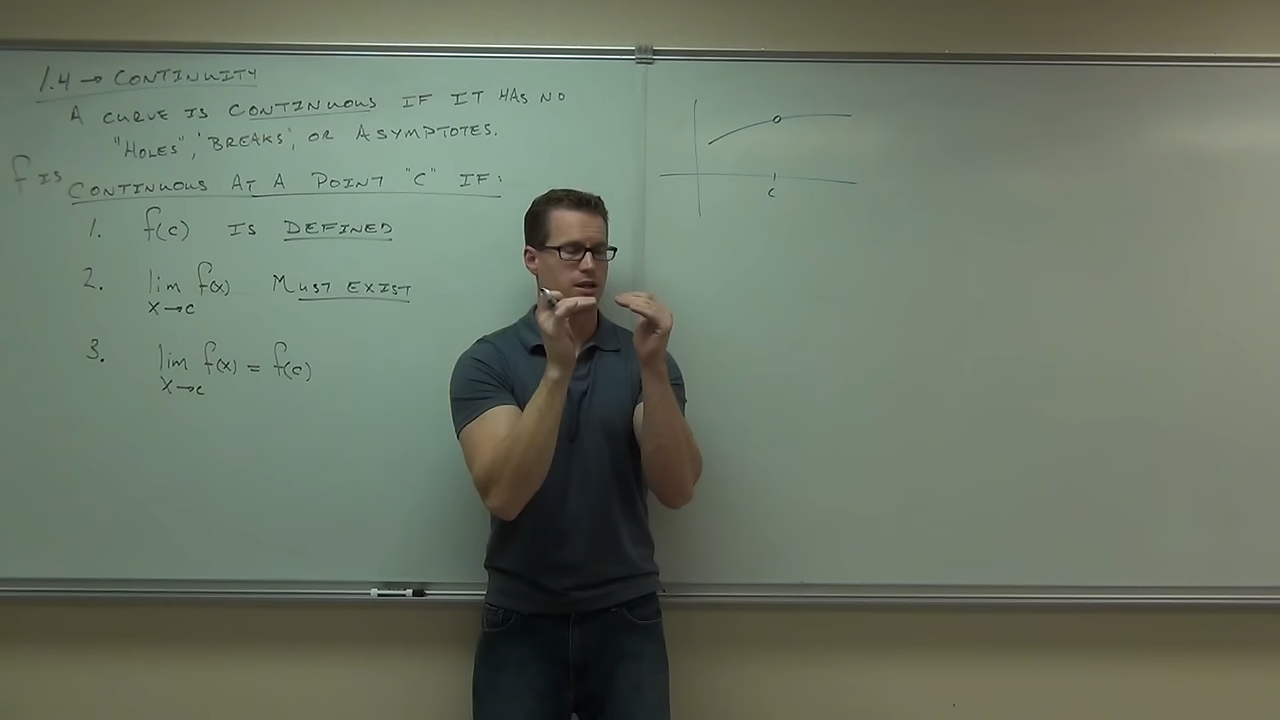 1.4 → CONTINUITY
A CURVE IS CONTINUOUS IF IT HAS NO
"HOLES", 'BREAKS', OR ASYMPTOTES.
f IS CONTINUOUS AT A POINT "C" IF:
1. f(c) IS DEFINED
2. lim f(x) MUST EXIST
x→c
3. lim f(x) = f(c)
x→c
c